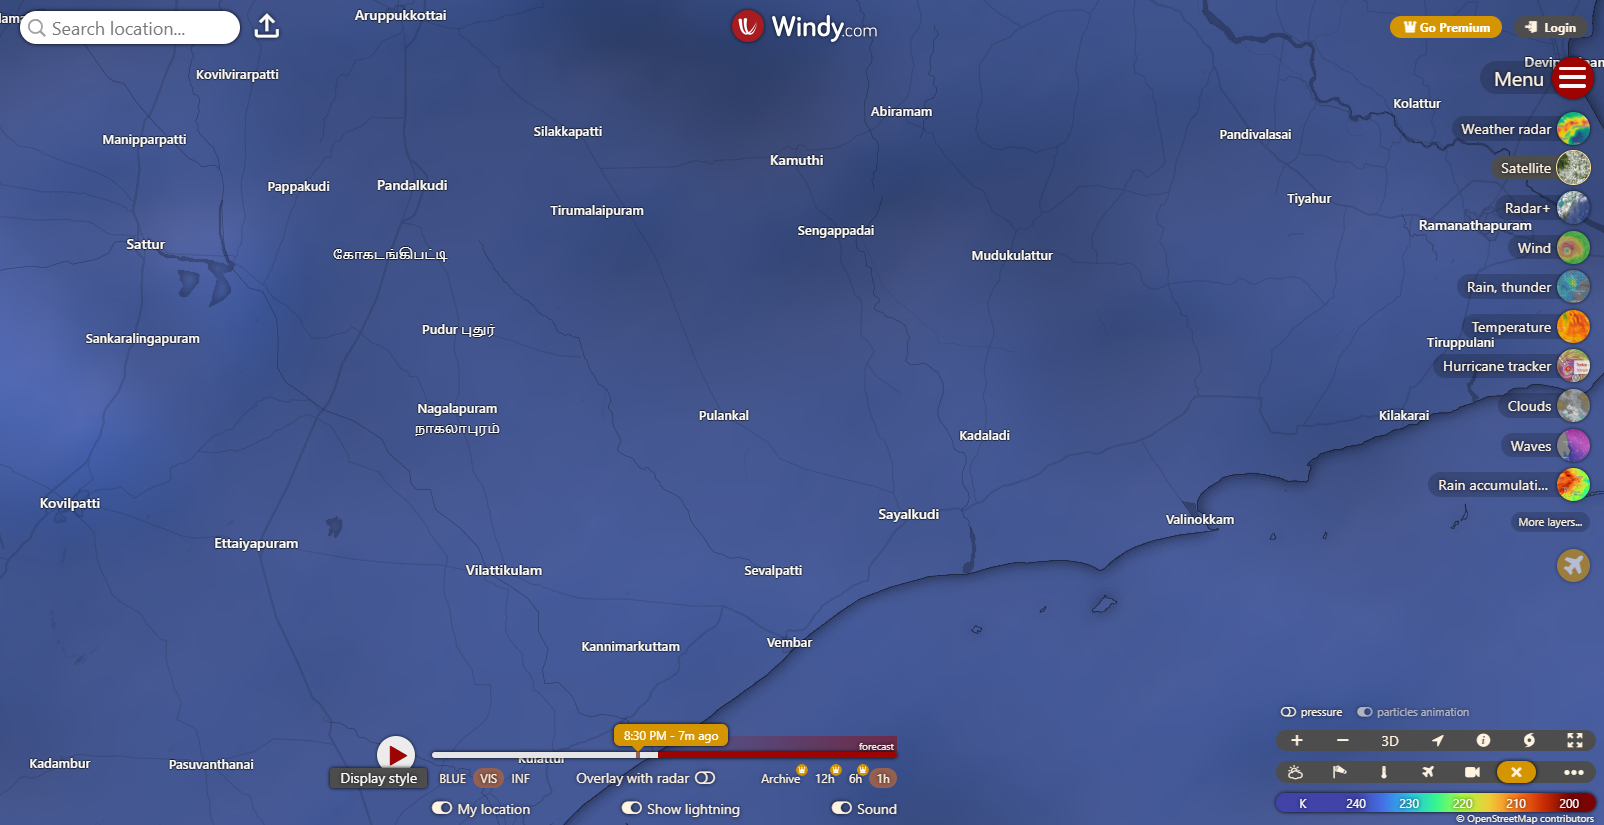 Search location...
Windy.com
Go Premium
Login
Menu
Weather radar
Satellite
Radar+
Wind
Rain, thunder
Temperature
Hurricane tracker
Clouds
Waves
Rain accumulati...
More layers...
Aruppukkottai
Kovilvirarpatti
Manipparpatti
Silakkapatti
Abiramam
Kolattur
Pandivalasai
Kamuthi
Pappakudi
Pandalkudi
Tirumalaipuram
Tiyahur
Ramanathapuram
Sengappadai
Sattur
கோகடங்கிபட்டி
Mudukulattur
Pudur புதுர்
Sankaralingapuram
Tiruppulani
Nagalapuram
நாகலாபுரம்
Pulankal
Kilakarai
Kadaladi
Kovilpatti
Sayalkudi
Valinokkam
Ettaiyapuram
Vilattikulam
Sevalpatti
Kannimarkuttam
Vembar
Kadambur
Pasuvanthanai
8:30 PM - 7m ago
forecast
Display style
BLUE VIS INF
Overlay with radar
Archive 12h 6h 1h
My location
Show lightning
Sound
pressure
particles animation
+ − 3D
K 240 230 220 210 200
© OpenStreetMap contributors